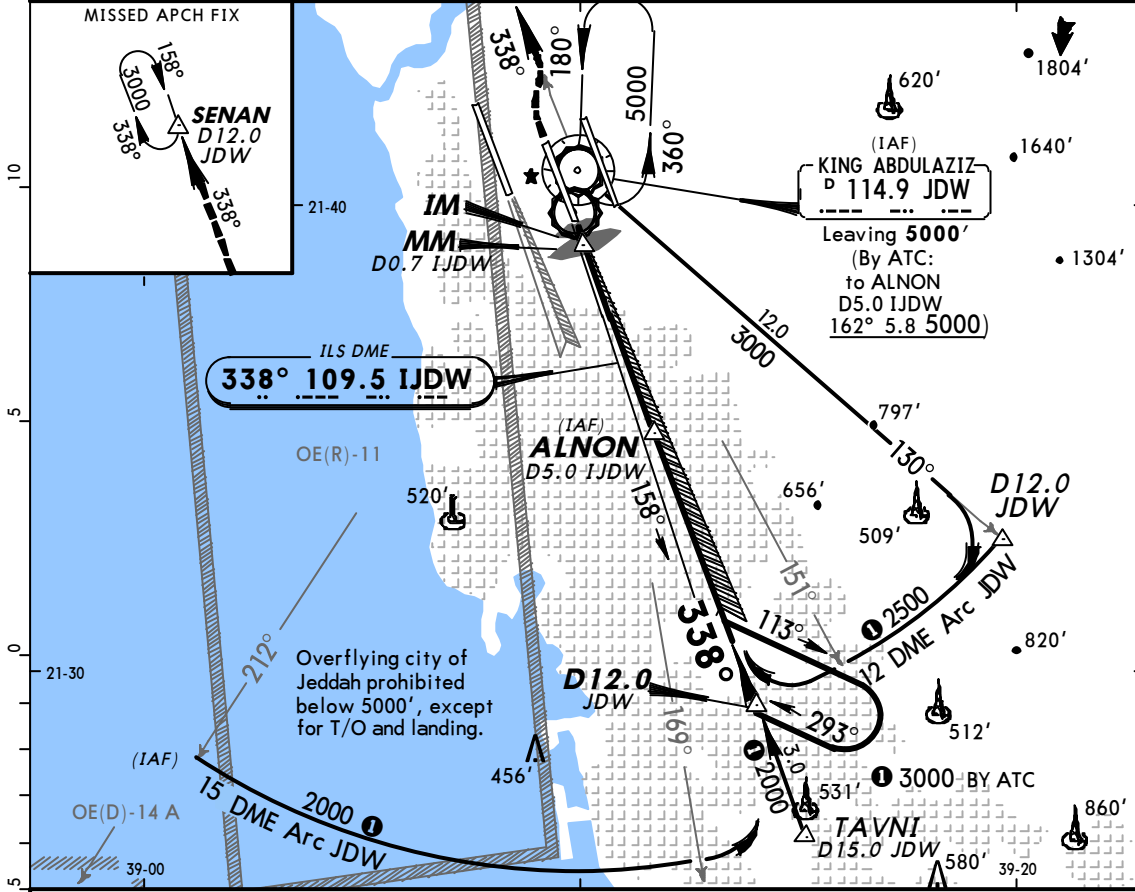 MISSED APCH FIX
158°
3000
338°
SENAN
D12.0
JDW
338°
338°
180°
5000
360°
620'
1804'
1640'
1304'
(IAF)
KING ABDULAZIZ
D 114.9 JDW
Leaving 5000'
(By ATC:
to ALNON
D5.0 IJDW
162° 5.8 5000)
10
21-40
IM
MM
D0.7 IJDW
ILS DME
338° 109.5 IJDW
12.0
3000
5
797'
130°
(IAF)
ALNON
D5.0 IJDW
OE(R)-11
520'
158°
656'
509'
D12.0
JDW
151°
338°
113°
1 2500
12 DME Arc JDW
820'
0
21-30
212°
Overflying city of
Jeddah prohibited
below 5000', except
for T/O and landing.
D12.0
JDW
293°
512'
169°
(IAF)
456'
3.0
1 2000
1 3000 BY ATC
531'
2000 1
15 DME Arc JDW
OE(D)-14 A
TAVNI
D15.0 JDW
860'
580'
5
39-00
39-20